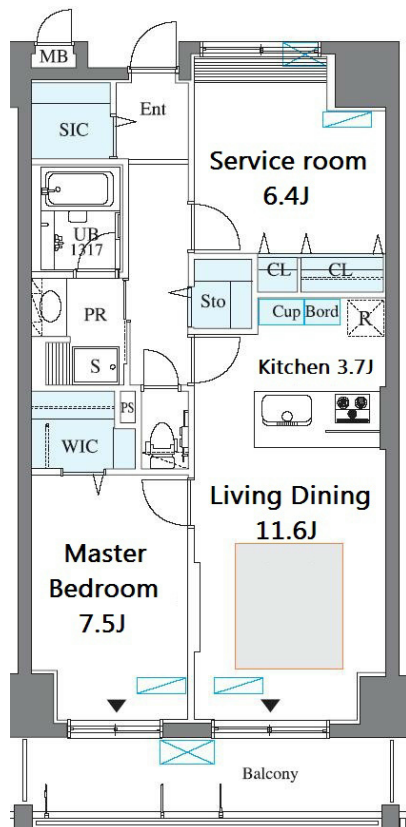 MB
Ent
SIC
Service room
6.4J
UB
1317
CL
CL
Sto
Cup
Bord
R
PR
Kitchen 3.7J
S
PS
WIC
Living Dining
11.6J
Master
Bedroom
7.5J
Balcony